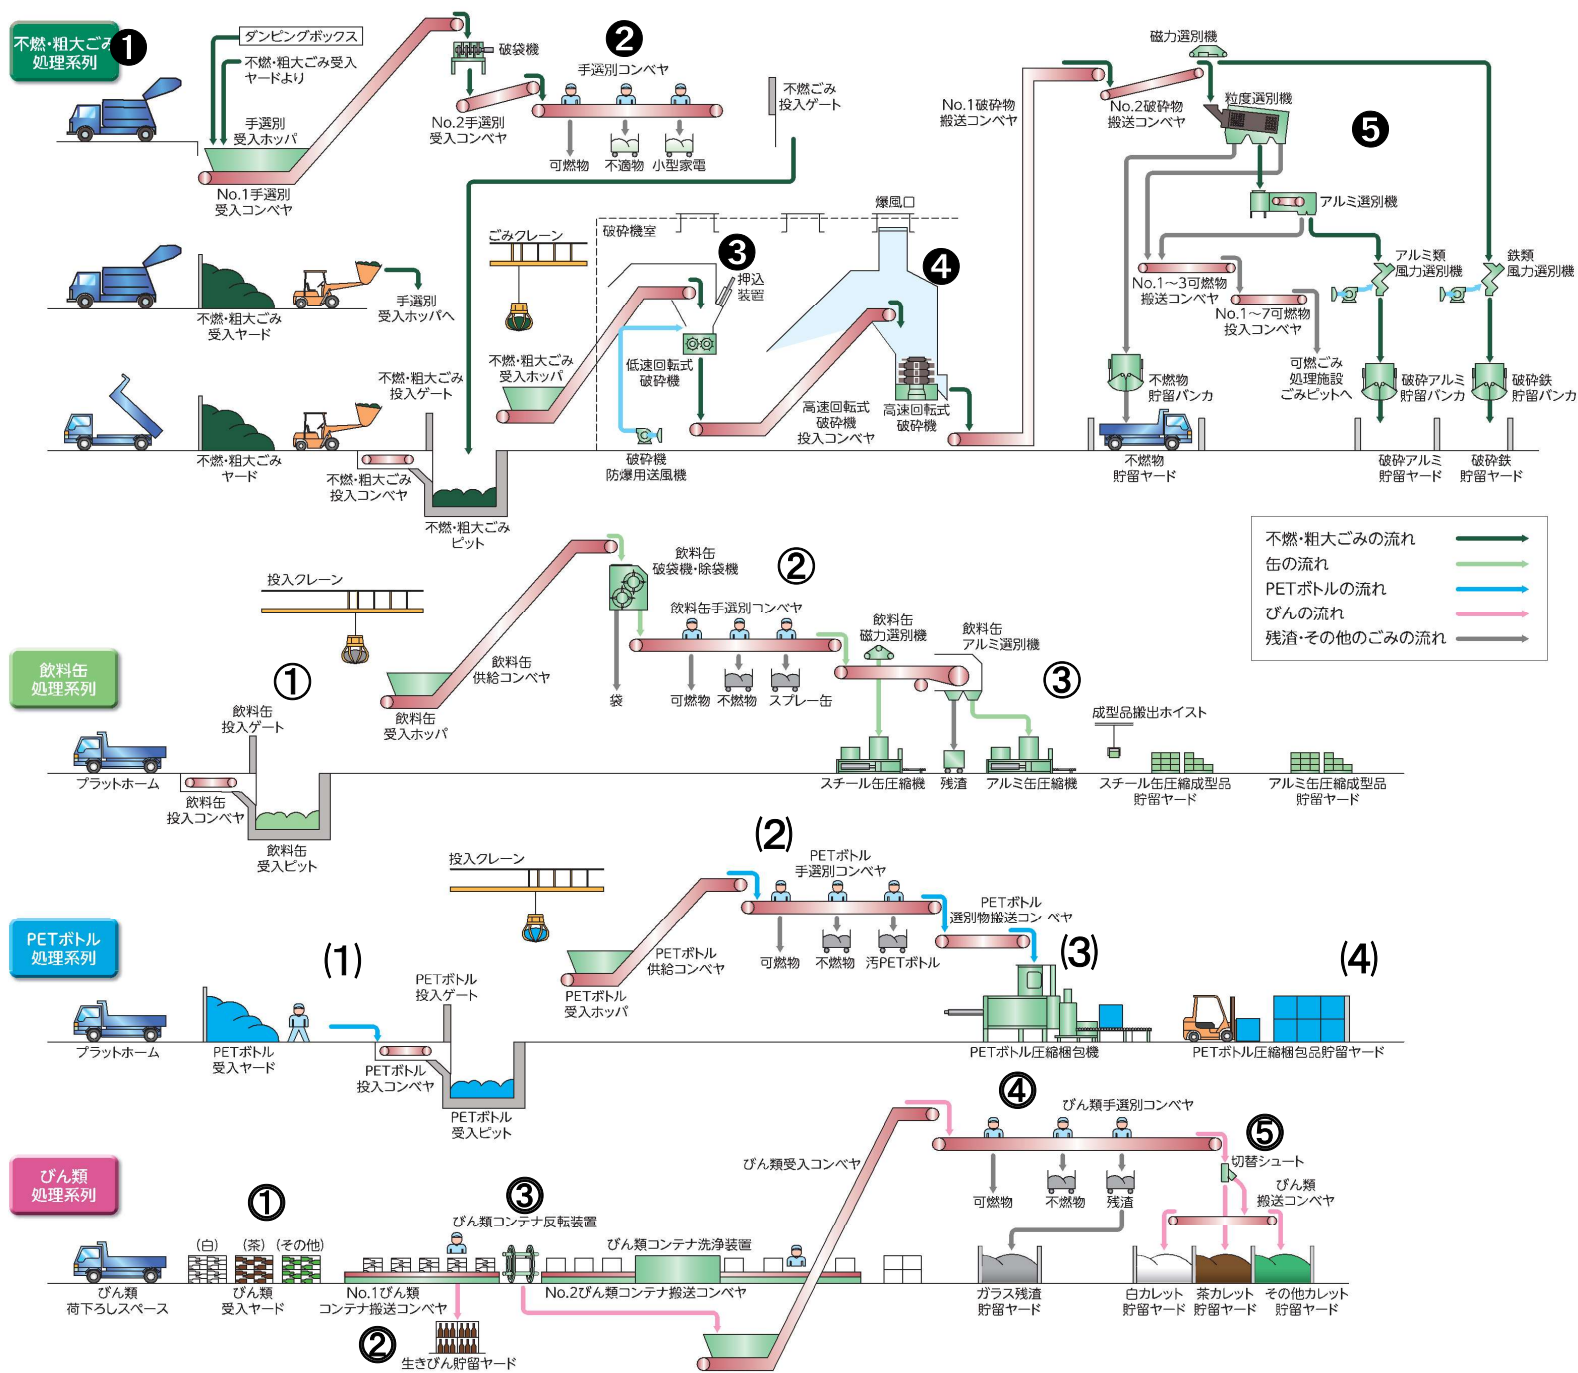 不燃・粗大ごみ
処理系列
❶
ダンピングボックス
不燃・粗大ごみ受入
ヤードより
手選別
受入ホッパ
No.1手選別
受入コンベヤ
破袋機
No.2手選別
受入コンベヤ
❷
手選別コンベヤ
可燃物
不適物
小型家電
不燃ごみ
投入ゲート
不燃・粗大ごみ
受入ヤード
手選別
受入ホッパへ
不燃・粗大ごみ
ヤード
不燃・粗大ごみ
投入ゲート
不燃・粗大ごみ
投入コンベヤ
不燃・粗大ごみ
ピット
ごみクレーン
不燃・粗大ごみ
受入ホッパ
破砕機室
❸
押込
装置
低速回転式
破砕機
破砕機
防爆用送風機
爆風口
❹
高速回転式
破砕機
投入コンベヤ
高速回転式
破砕機
No.1破砕物
搬送コンベヤ
磁力選別機
No.2破砕物
搬送コンベヤ
粒度選別機
❺
アルミ選別機
No.1～3可燃物
搬送コンベヤ
No.1～7可燃物
投入コンベヤ
可燃ごみ
処理施設
ごみピットへ
アルミ類
風力選別機
鉄類
風力選別機
不燃物
貯留バンカ
破砕アルミ
貯留バンカ
破砕鉄
貯留バンカ
不燃物
貯留ヤード
破砕アルミ
貯留ヤード
破砕鉄
貯留ヤード
不燃・粗大ごみの流れ
缶の流れ
PETボトルの流れ
びんの流れ
残渣・その他のごみの流れ
飲料缶
処理系列
プラットホーム
飲料缶
投入コンベヤ
飲料缶
投入ゲート
①
飲料缶
受入ピット
投入クレーン
飲料缶
受入ホッパ
飲料缶
供給コンベヤ
飲料缶
破袋機・除袋機
②
飲料缶手選別コンベヤ
袋
可燃物
不燃物
スプレー缶
飲料缶
磁力選別機
飲料缶
アルミ選別機
③
スチール缶圧縮機
残渣
アルミ缶圧縮機
成型品搬出ホイスト
スチール缶圧縮成型品
貯留ヤード
アルミ缶圧縮成型品
貯留ヤード
PETボトル
処理系列
プラットホーム
PETボトル
受入ヤード
(1)
PETボトル
投入ゲート
PETボトル
投入コンベヤ
PETボトル
受入ピット
投入クレーン
PETボトル
受入ホッパ
PETボトル
供給コンベヤ
(2)
PETボトル
手選別コンベヤ
可燃物
不燃物
汚PETボトル
PETボトル
選別物搬送コン ベヤ
(3)
PETボトル圧縮梱包機
(4)
PETボトル圧縮梱包品貯留ヤード
びん類
処理系列
びん類
荷下ろしスペース
①
(白)
(茶)
(その他)
びん類
受入ヤード
No.1びん類
コンテナ搬送コンベヤ
②
生きびん貯留ヤード
③
びん類コンテナ反転装置
びん類コンテナ洗浄装置
No.2びん類コンテナ搬送コンベヤ
びん類受入コンベヤ
④
びん類手選別コンベヤ
可燃物
不燃物
残渣
⑤
切替シュート
びん類
搬送コンベヤ
ガラス残渣
貯留ヤード
白カレット
貯留ヤード
茶カレット
貯留ヤード
その他カレット
貯留ヤード